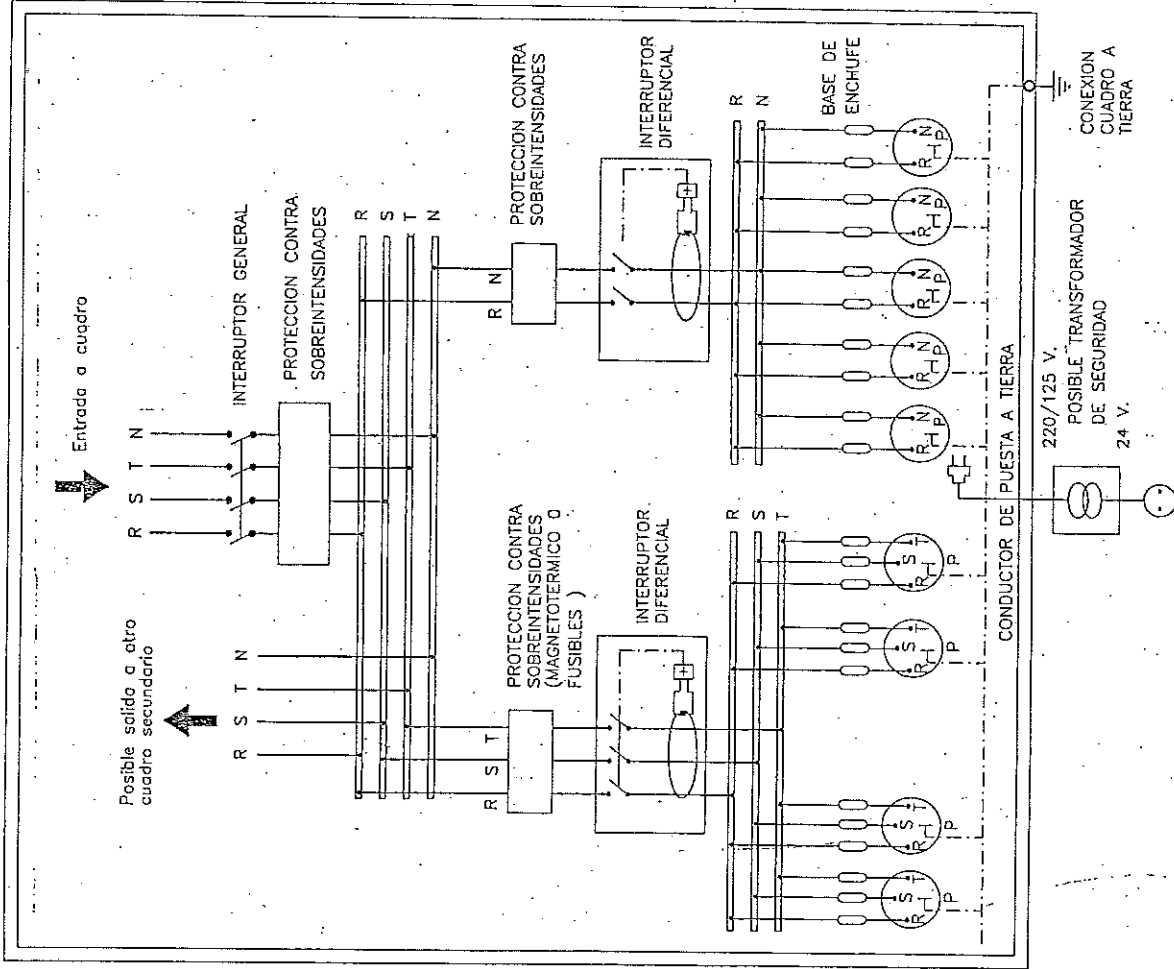 Entrada a cuadro
Posible salida a otro
cuadro secundario
R S T N
R S T N
INTERRUPTOR GENERAL
PROTECCION CONTRA
SOBREINTENSIDADES
R
S
T
N
PROTECCION CONTRA
SOBREINTENSIDADES
(MAGNETOTERMICO O
FUSIBLES )
R S T
PROTECCION CONTRA
SOBREINTENSIDADES
R N
INTERRUPTOR
DIFERENCIAL
INTERRUPTOR
DIFERENCIAL
R
S
T
R
N
BASE DE
ENCHUFE
R S T
P
R S T
P
R S T
P
R S T
P
R N
P
R N
P
R N
P
R N
P
R N
P
CONDUCTOR DE PUESTA A TIERRA
220/125 V.
POSIBLE TRANSFORMADOR
DE SEGURIDAD
24 V.
CONEXION
CUADRO A
TIERRA